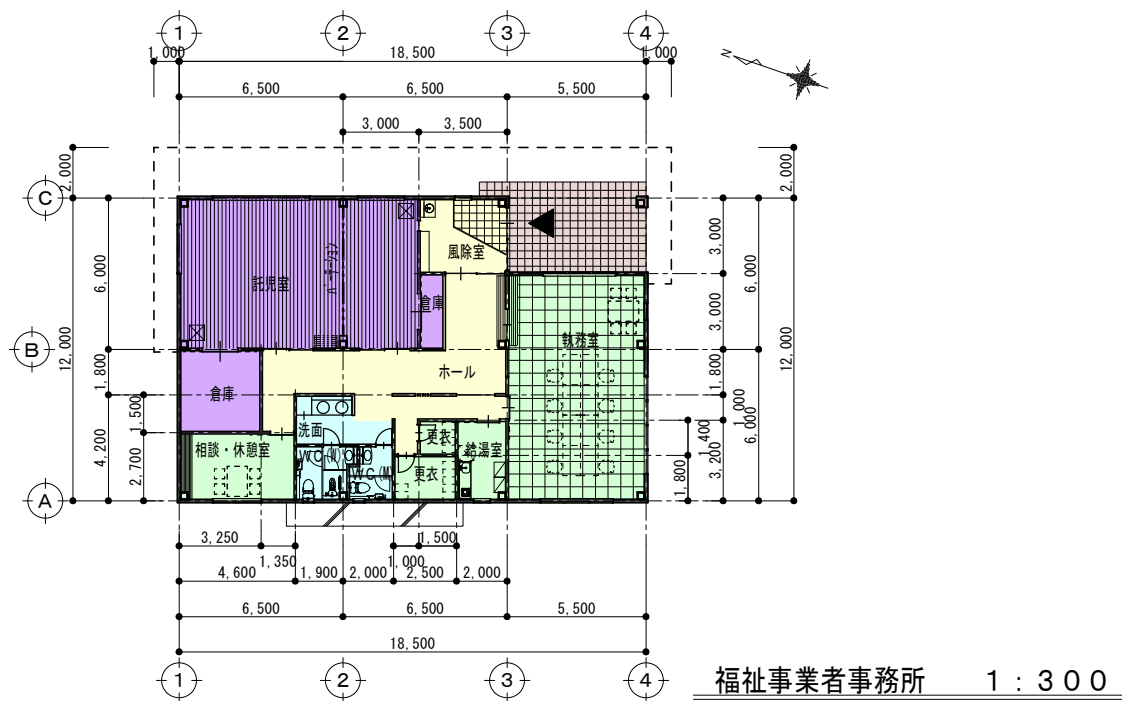 1 2 3 4
1,000 18,500 1,000
6,500 6,500 5,500
3,000 3,500
N
2,000 2,000
C
風除室
3,000
6,000 託児室 パーテーション 倉庫 6,000
3,000
執務室
B
12,000 12,000
1,800 ホール 1,800
倉庫
1,000
1,500 洗面 更衣 1,400
4,200 相談・休憩室 WC(M) WC(M) 更衣 給湯室 6,000
2,700 1,800 3,200
A
3,250 1,500
1,350 1,000
4,600 1,900 2,000 2,500 2,000
6,500 6,500 5,500
18,500
1 2 3 4
福祉事業者事務所 1:300